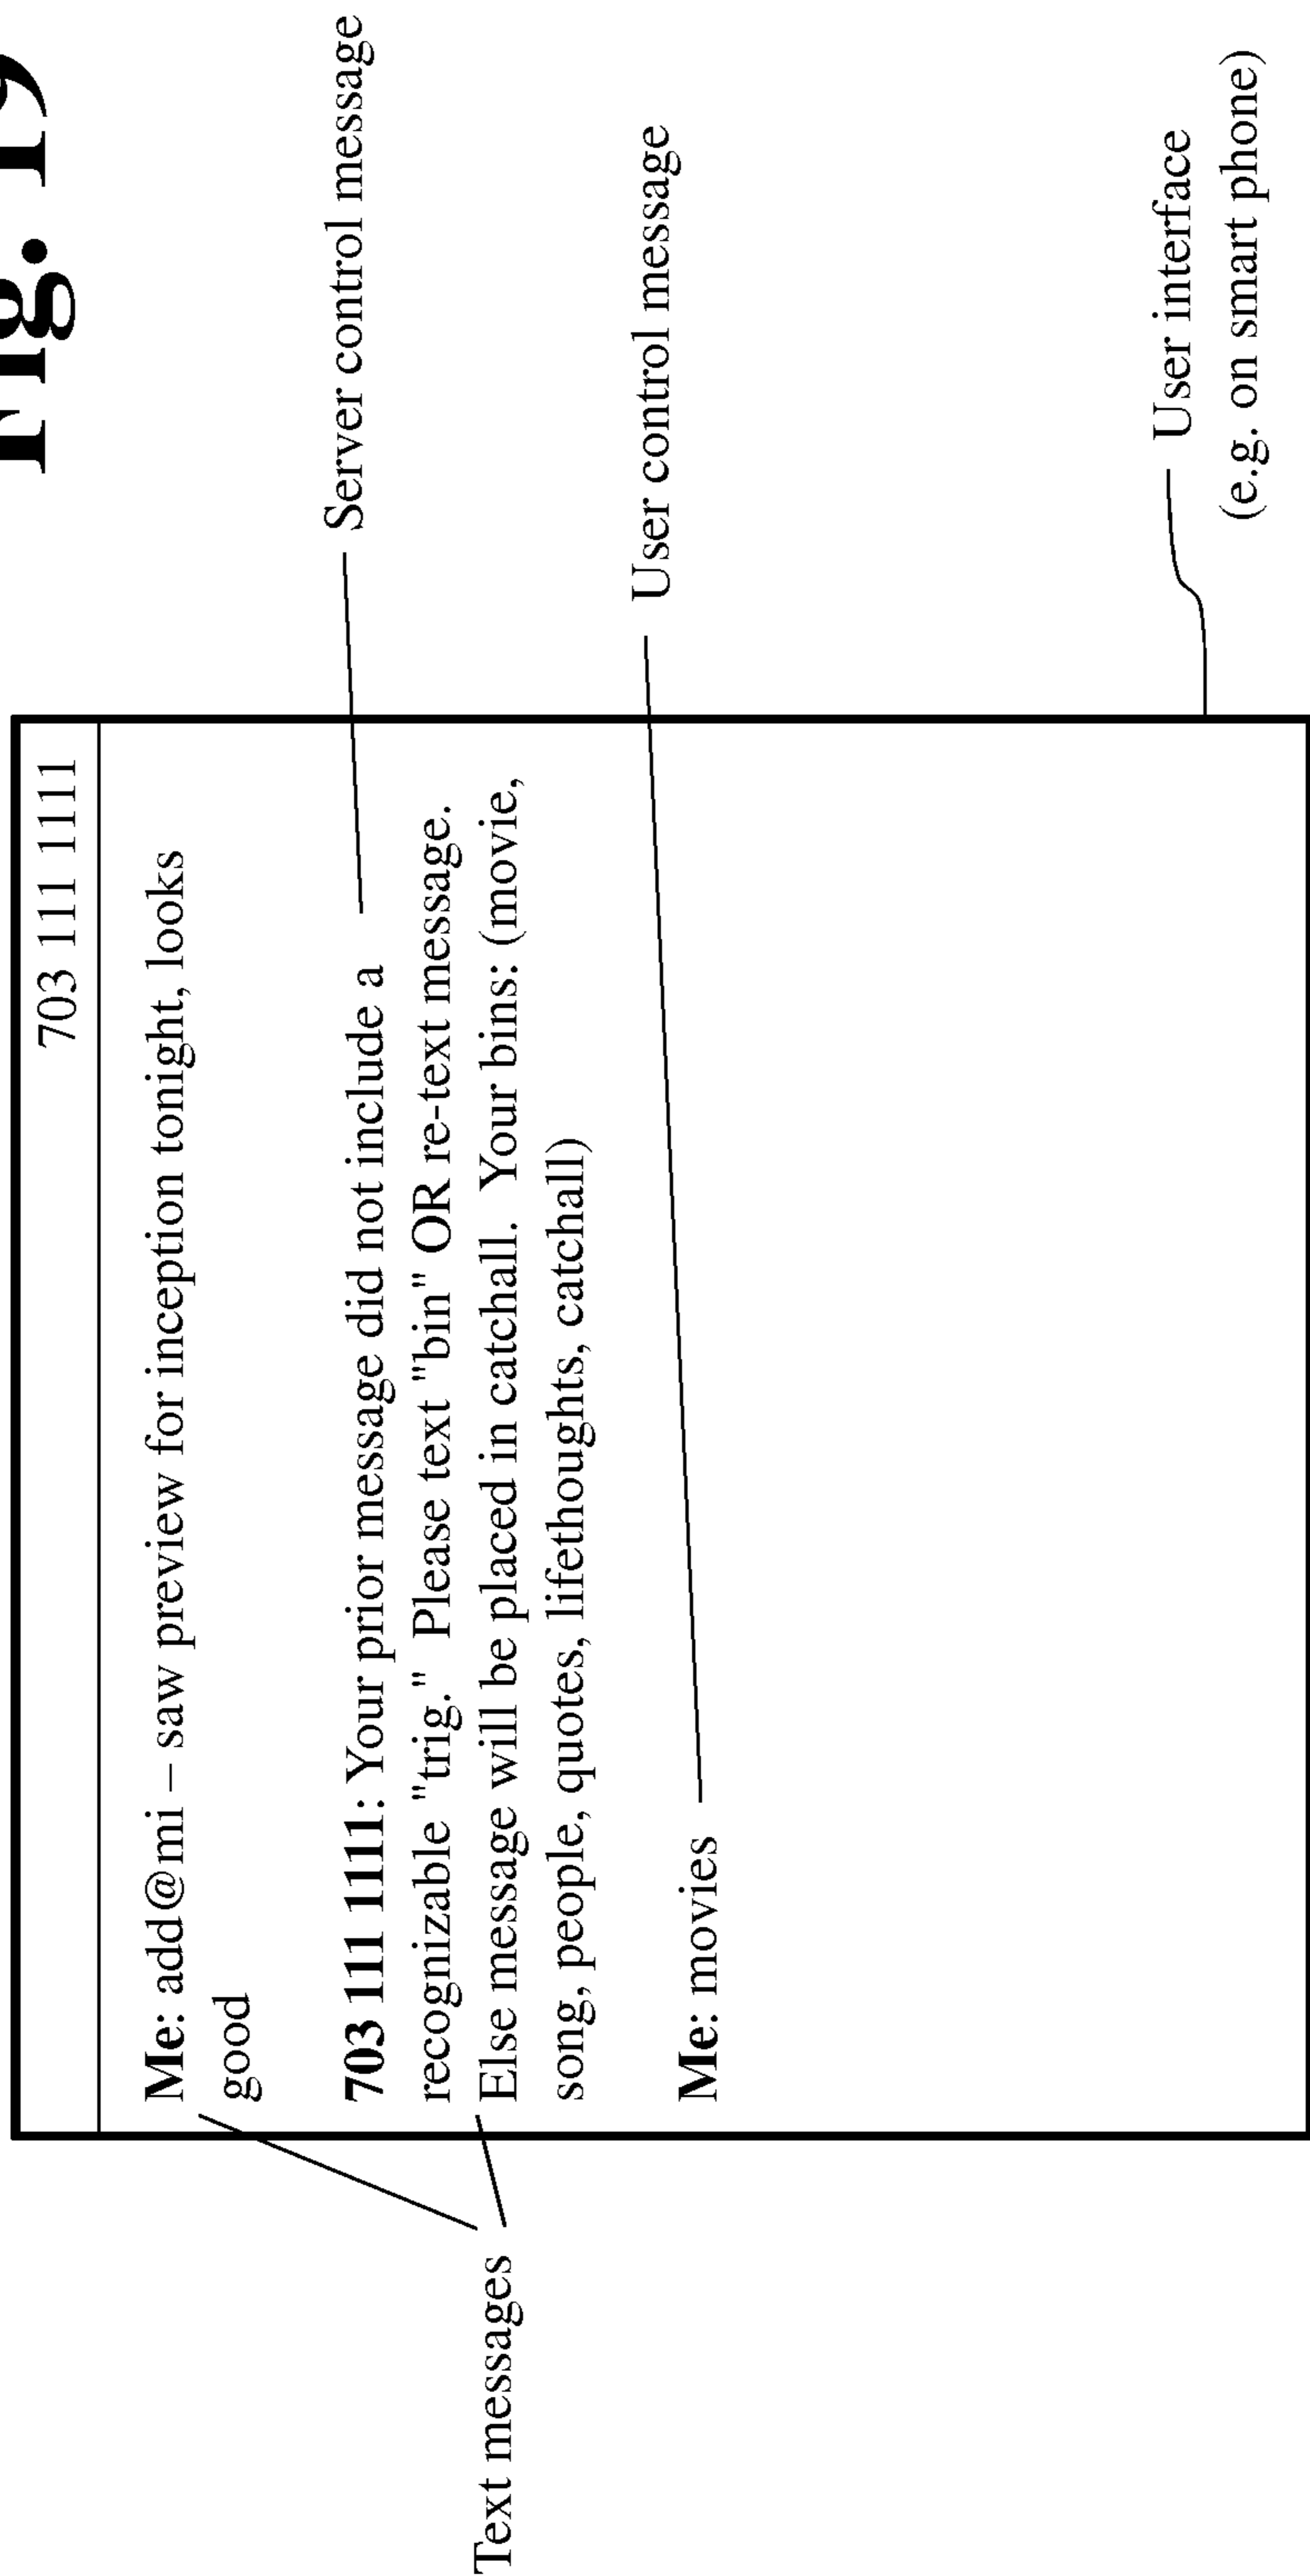 Fig. 19
703 111 1111
Me: add@mi – saw preview for inception tonight, looks
good
703 111 1111: Your prior message did not include a
recognizable "trig."  Please text "bin" OR re-text message.
Else message will be placed in catchall.  Your bins: (movie,
song, people, quotes, lifethoughts, catchall)
Me: movies
Text messages
Server control message
User control message
User interface
(e.g. on smart phone)